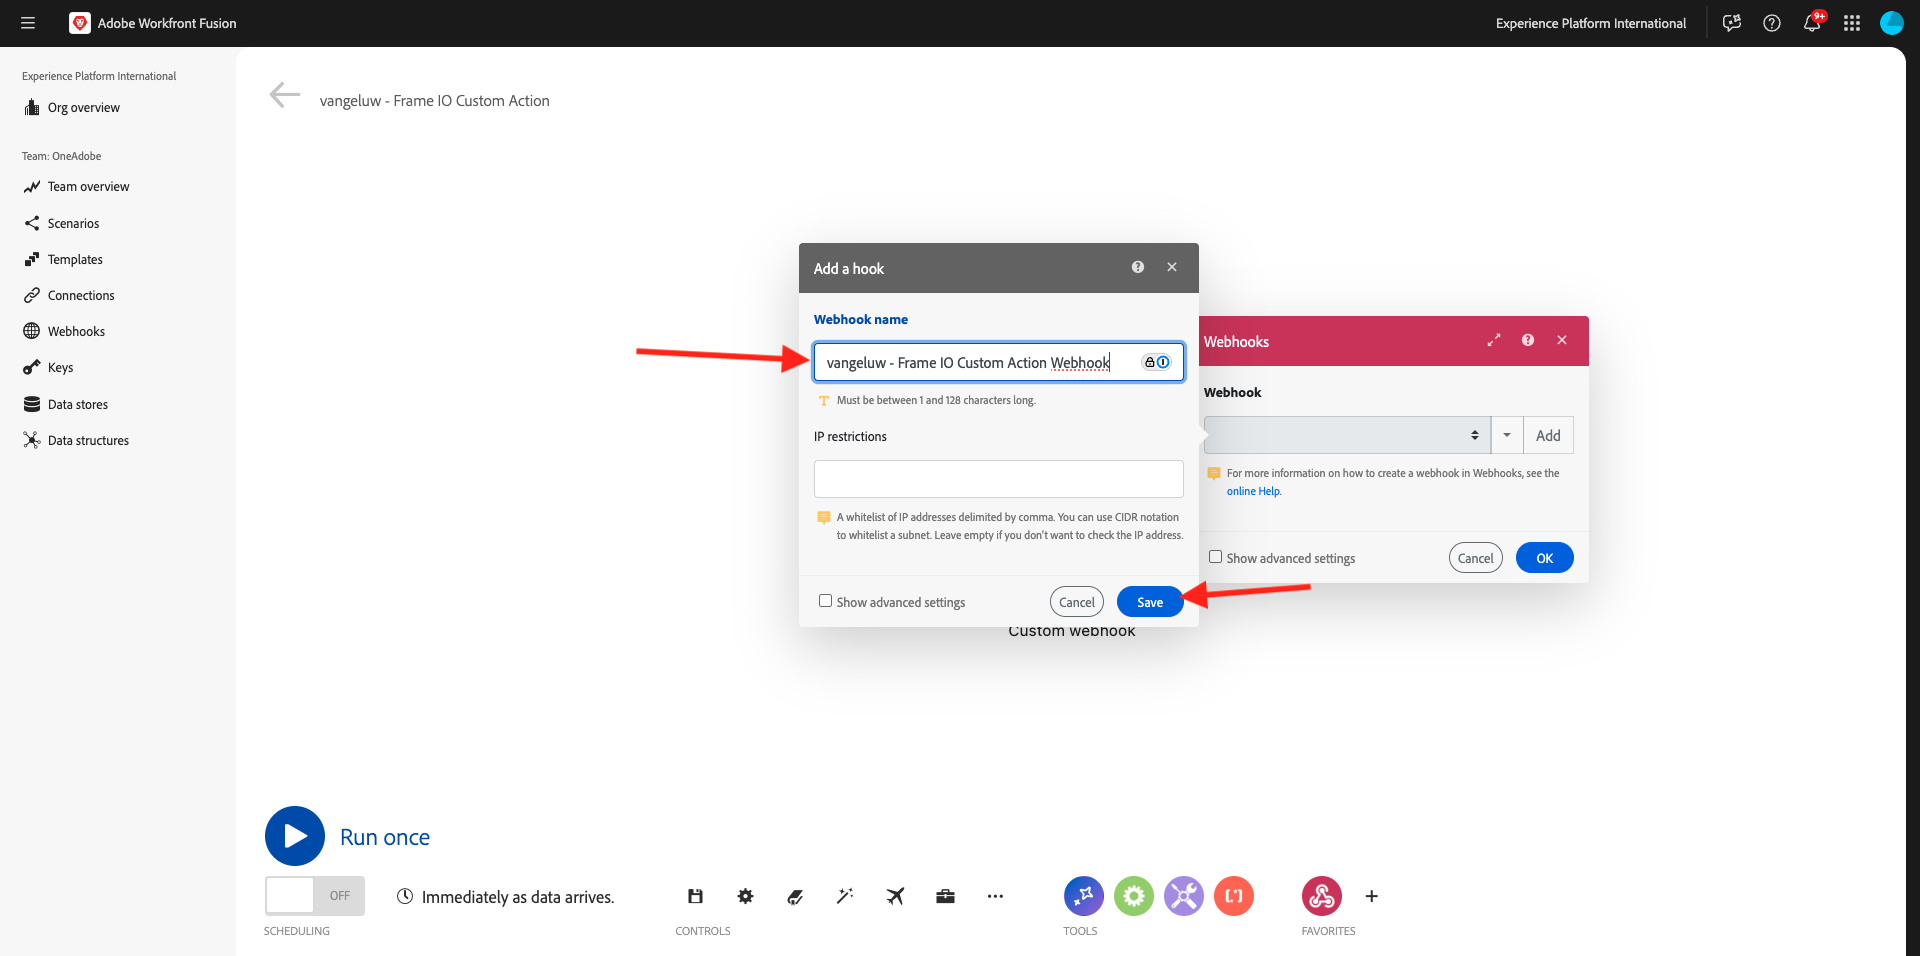 Adobe Workfront Fusion
Experience Platform International
9+
Experience Platform International
Org overview
Team: OneAdobe
Team overview
Scenarios
Templates
Connections
Webhooks
Keys
Data stores
Data structures
vangeluw - Frame IO Custom Action
Add a hook
Webhook name
vangeluw - Frame IO Custom Action Webhook
Must be between 1 and 128 characters long.
IP restrictions
A whitelist of IP addresses delimited by comma. You can use CIDR notation
to whitelist a subnet. Leave empty if you don't want to check the IP address.
Show advanced settings
Cancel
Save
Webhooks
Webhook
Add
For more information on how to create a webhook in Webhooks, see the
online Help.
Show advanced settings
Cancel
OK
Custom webhook
Run once
OFF
Immediately as data arrives.
SCHEDULING
CONTROLS
TOOLS
FAVORITES